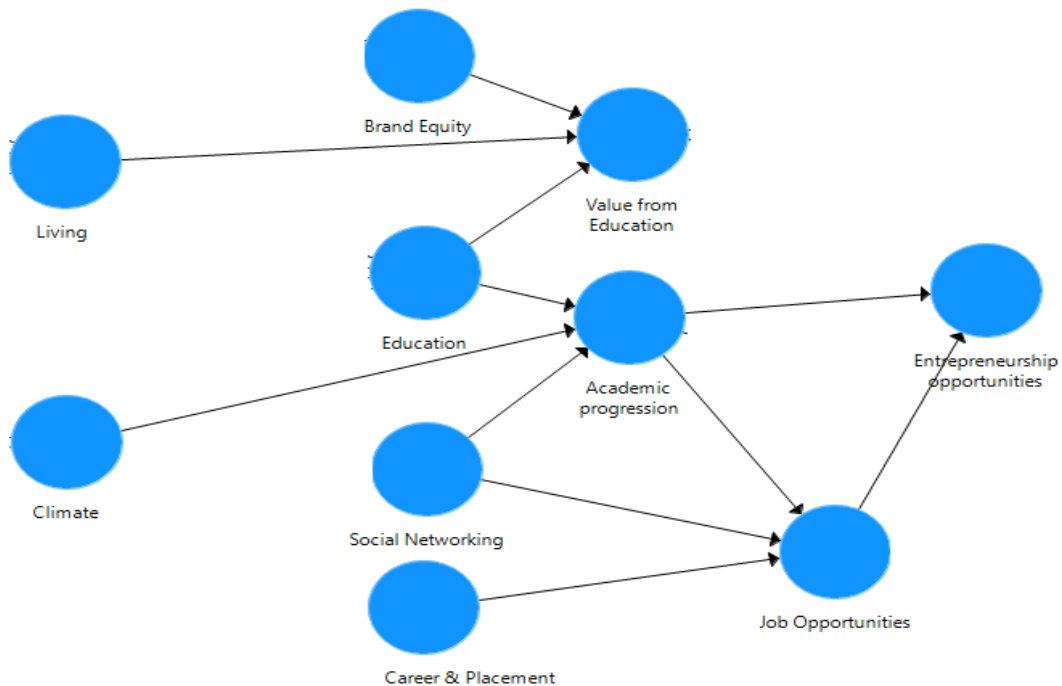 Brand Equity
Living
Value from
Education
Education
Entrepreneurship
opportunities
Academic
progression
Climate
Social Networking
Job Opportunities
Career & Placement